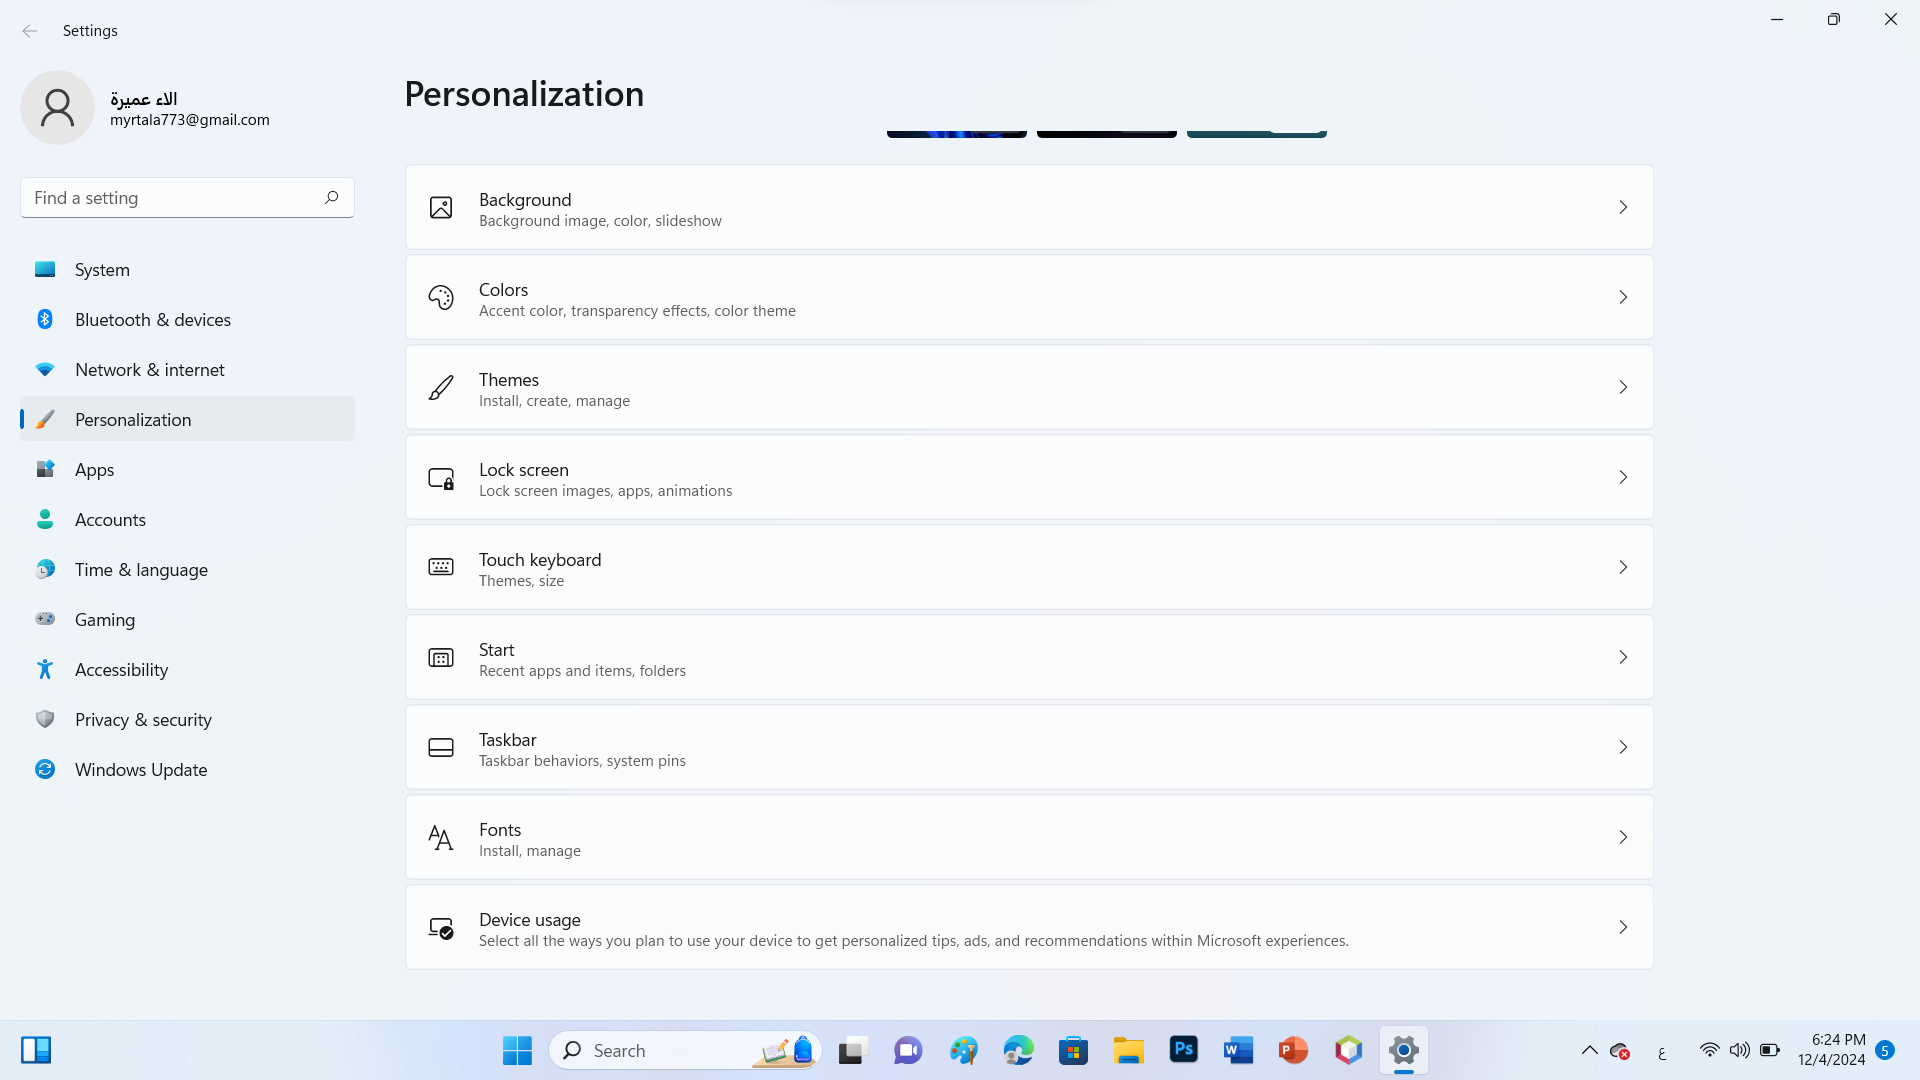 Settings
الاء عميرة
myrtala773@gmail.com
Find a setting
System
Bluetooth & devices
Network & internet
Personalization
Apps
Accounts
Time & language
Gaming
Accessibility
Privacy & security
Windows Update
Personalization
Background
Background image, color, slideshow
Colors
Accent color, transparency effects, color theme
Themes
Install, create, manage
Lock screen
Lock screen images, apps, animations
Touch keyboard
Themes, size
Start
Recent apps and items, folders
Taskbar
Taskbar behaviors, system pins
Fonts
Install, manage
Device usage
Select all the ways you plan to use your device to get personalized tips, ads, and recommendations within Microsoft experiences.
Search
Ps
W
P
ع
6:24 PM
12/4/2024
5